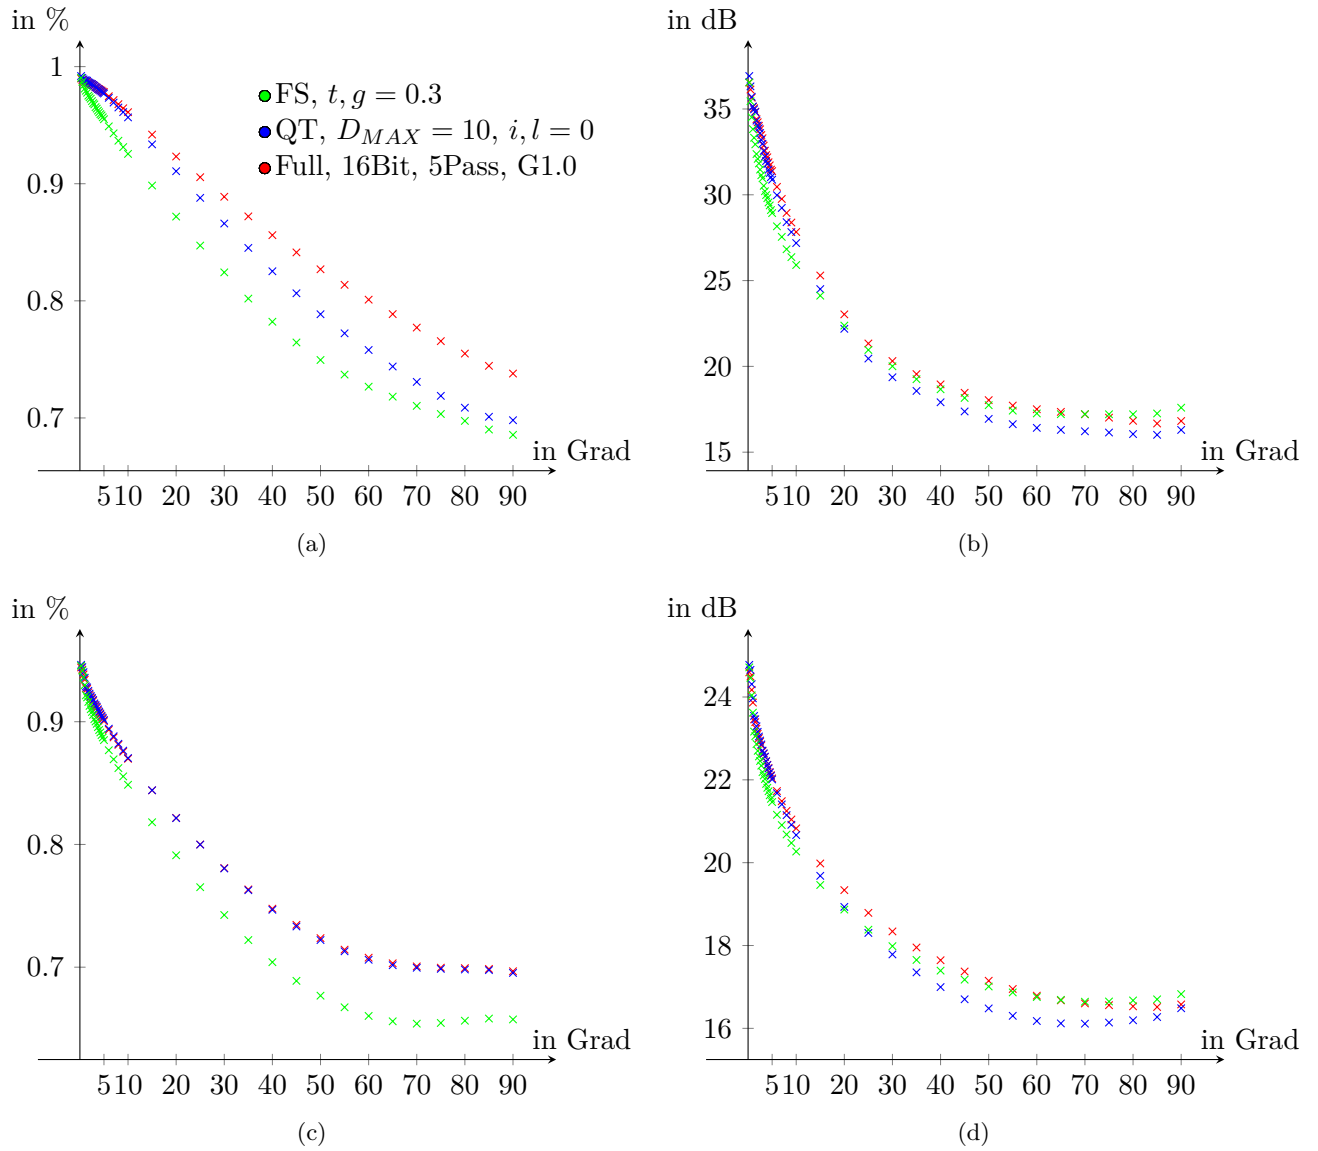 in %
1
0.9
0.8
0.7
FS, t, g = 0.3
QT, D_{MAX} = 10, i, l = 0
Full, 16Bit, 5Pass, G1.0
in Grad
5 10 20 30 40 50 60 70 80 90
(a)
in dB
35
30
25
20
15
in Grad
5 10 20 30 40 50 60 70 80 90
(b)
in %
0.9
0.8
0.7
in Grad
5 10 20 30 40 50 60 70 80 90
(c)
in dB
24
22
20
18
16
in Grad
5 10 20 30 40 50 60 70 80 90
(d)